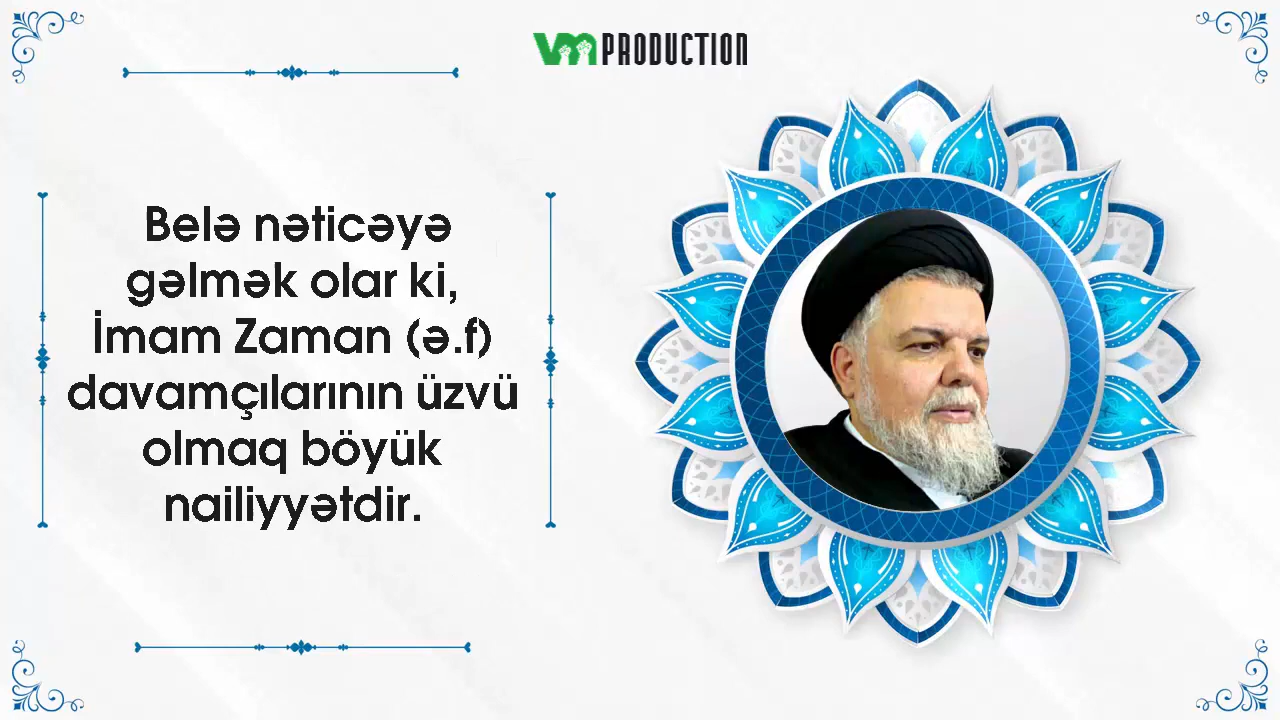 VM PRODUCTION
Belə nəticəyə
gəlmək olar ki,
İmam Zaman (ə.f)
davamçılarının üzvü
olmaq böyük
nailiyyətdir.